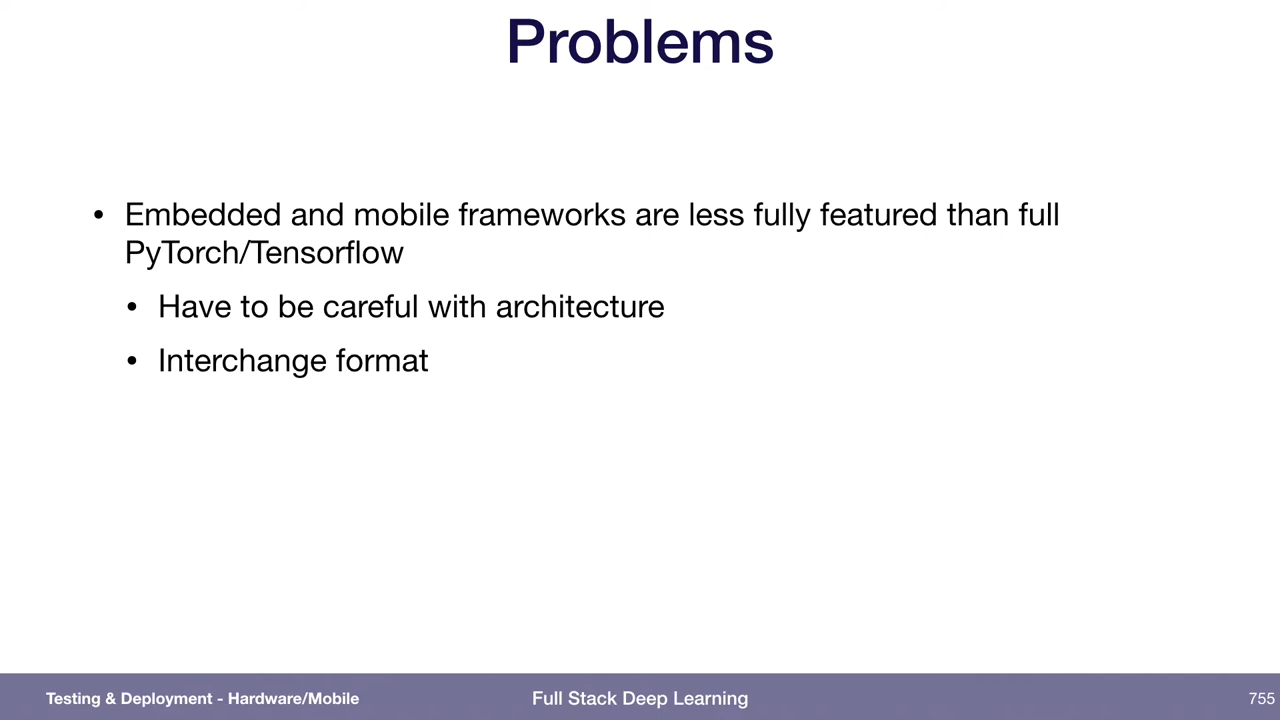 Problems
• Embedded and mobile frameworks are less fully featured than full
PyTorch/Tensorflow
• Have to be careful with architecture
• Interchange format
Testing & Deployment - Hardware/Mobile
Full Stack Deep Learning
755